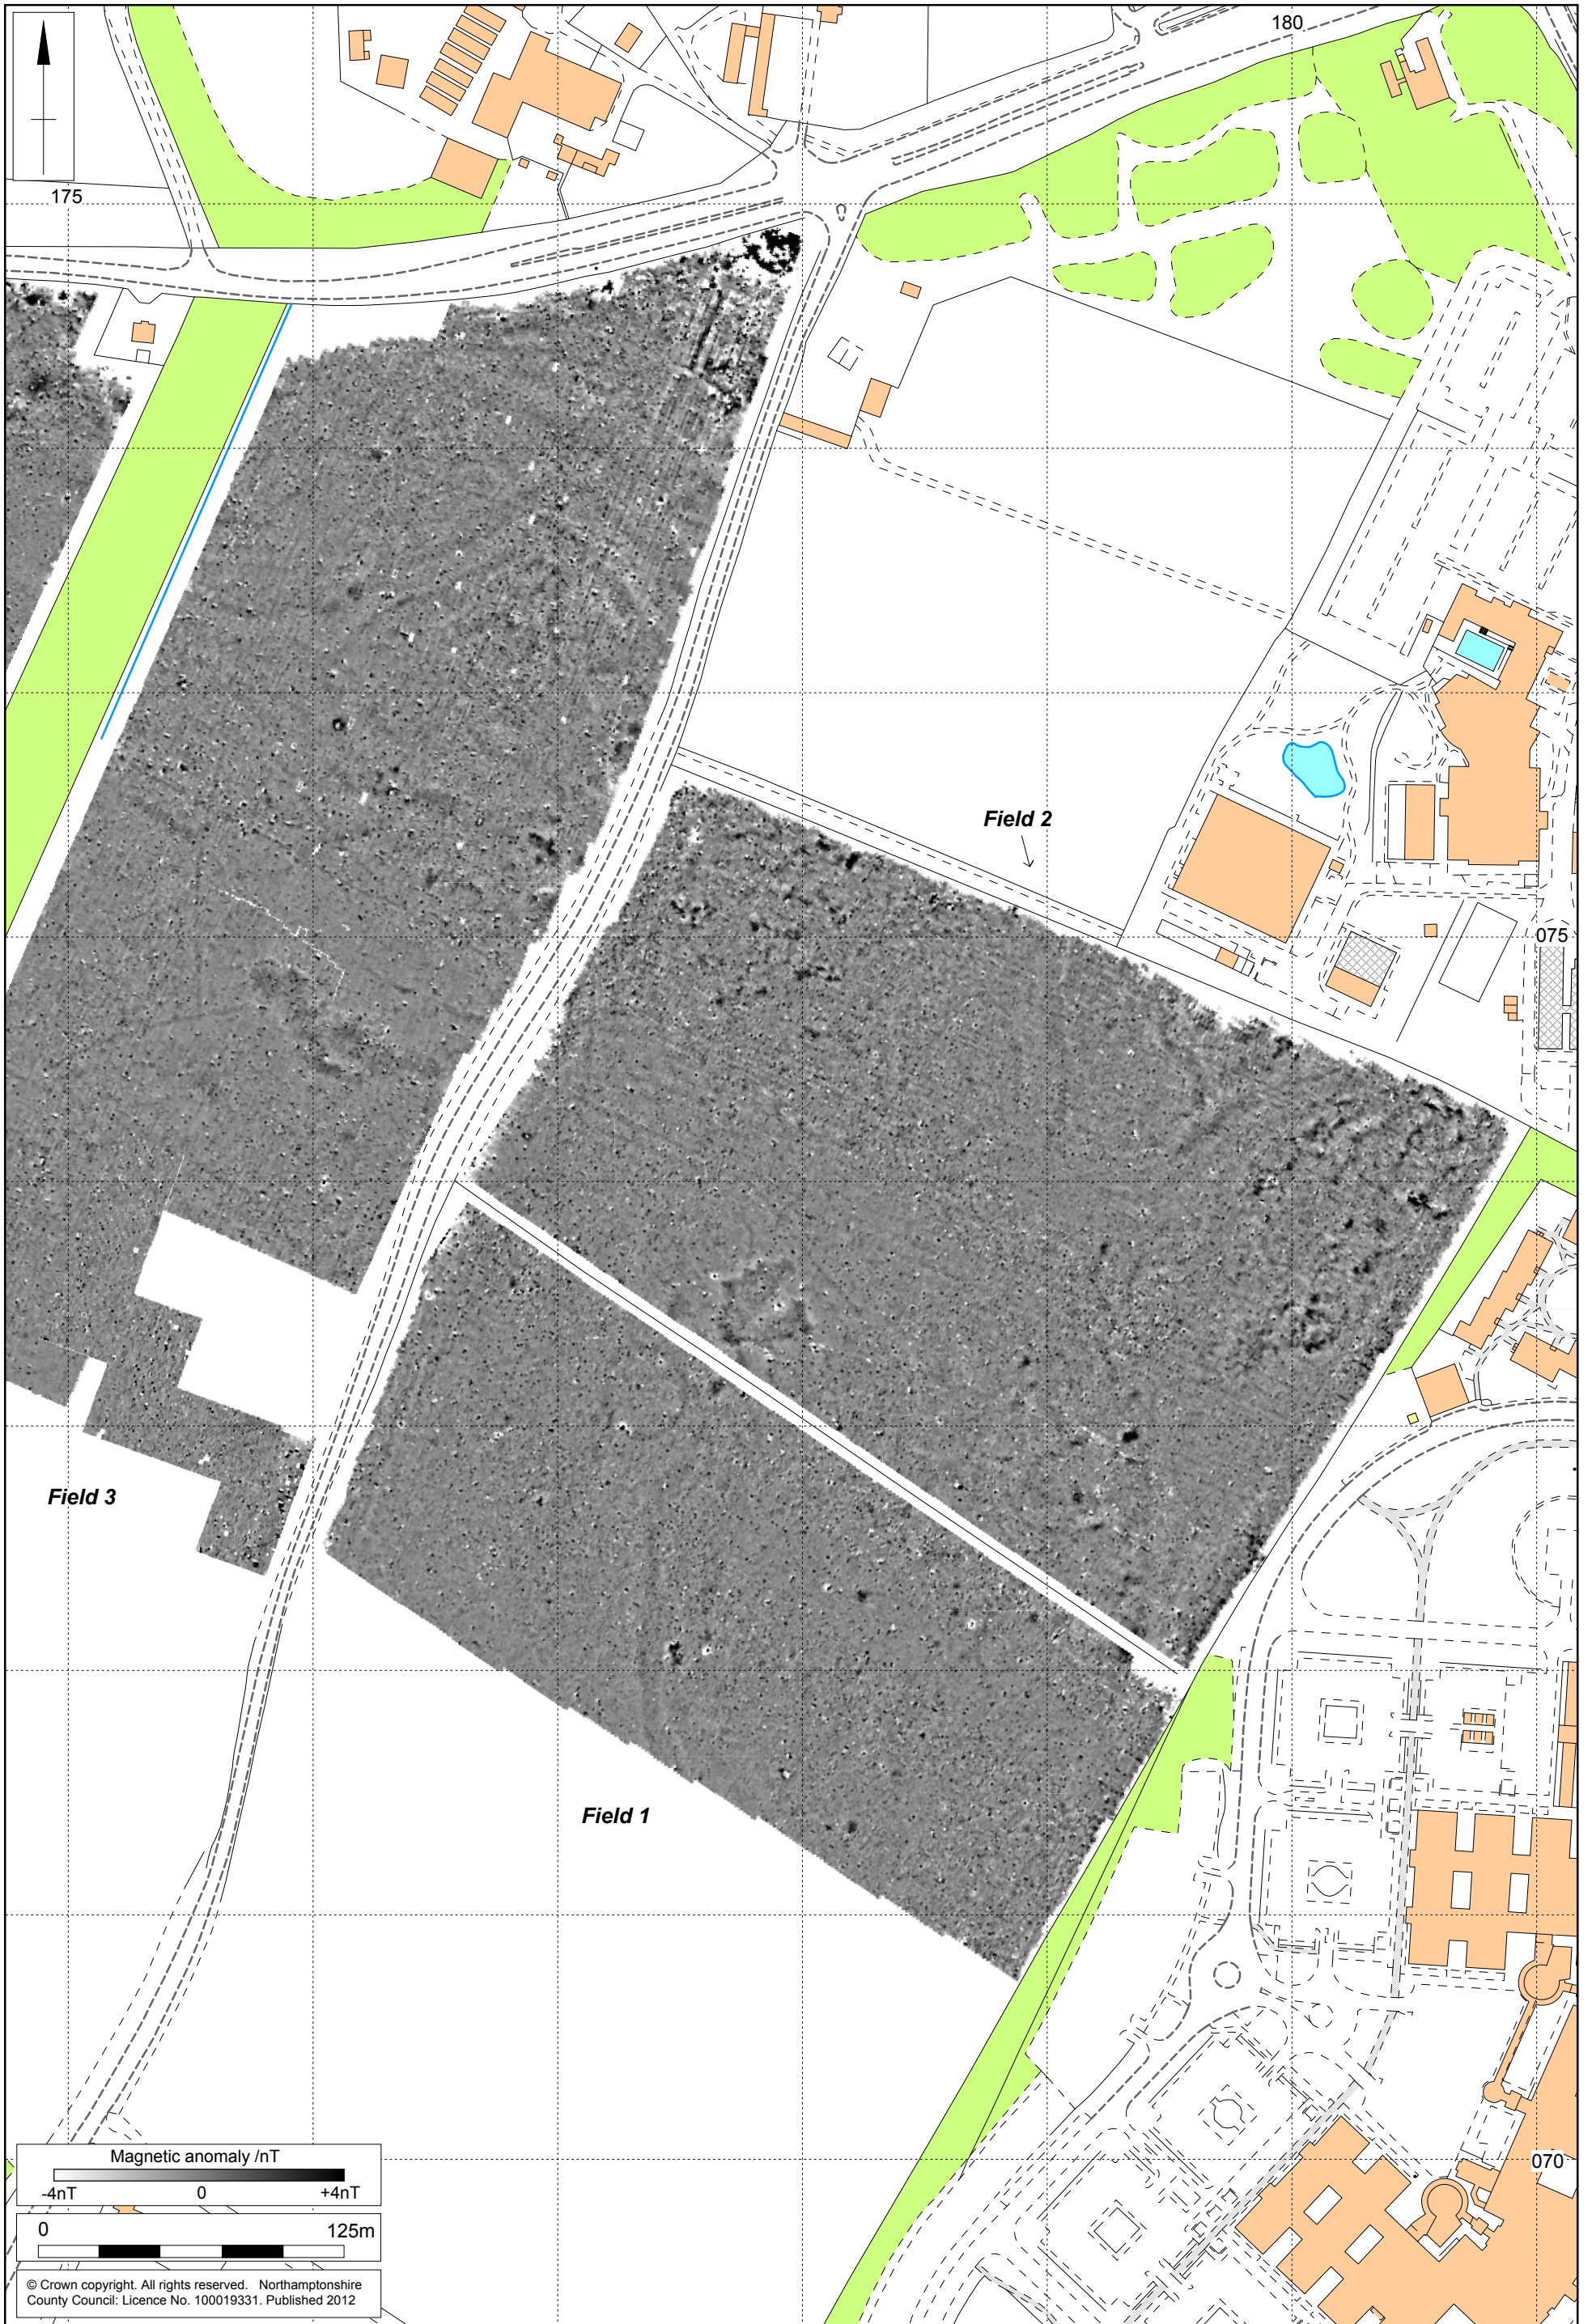 180
175
Field 2
075
Field 3
Field 1
070
Magnetic anomaly /nT
-4nT 0 +4nT
0 125m
© Crown copyright. All rights reserved. Northamptonshire
County Council: Licence No. 100019331. Published 2012